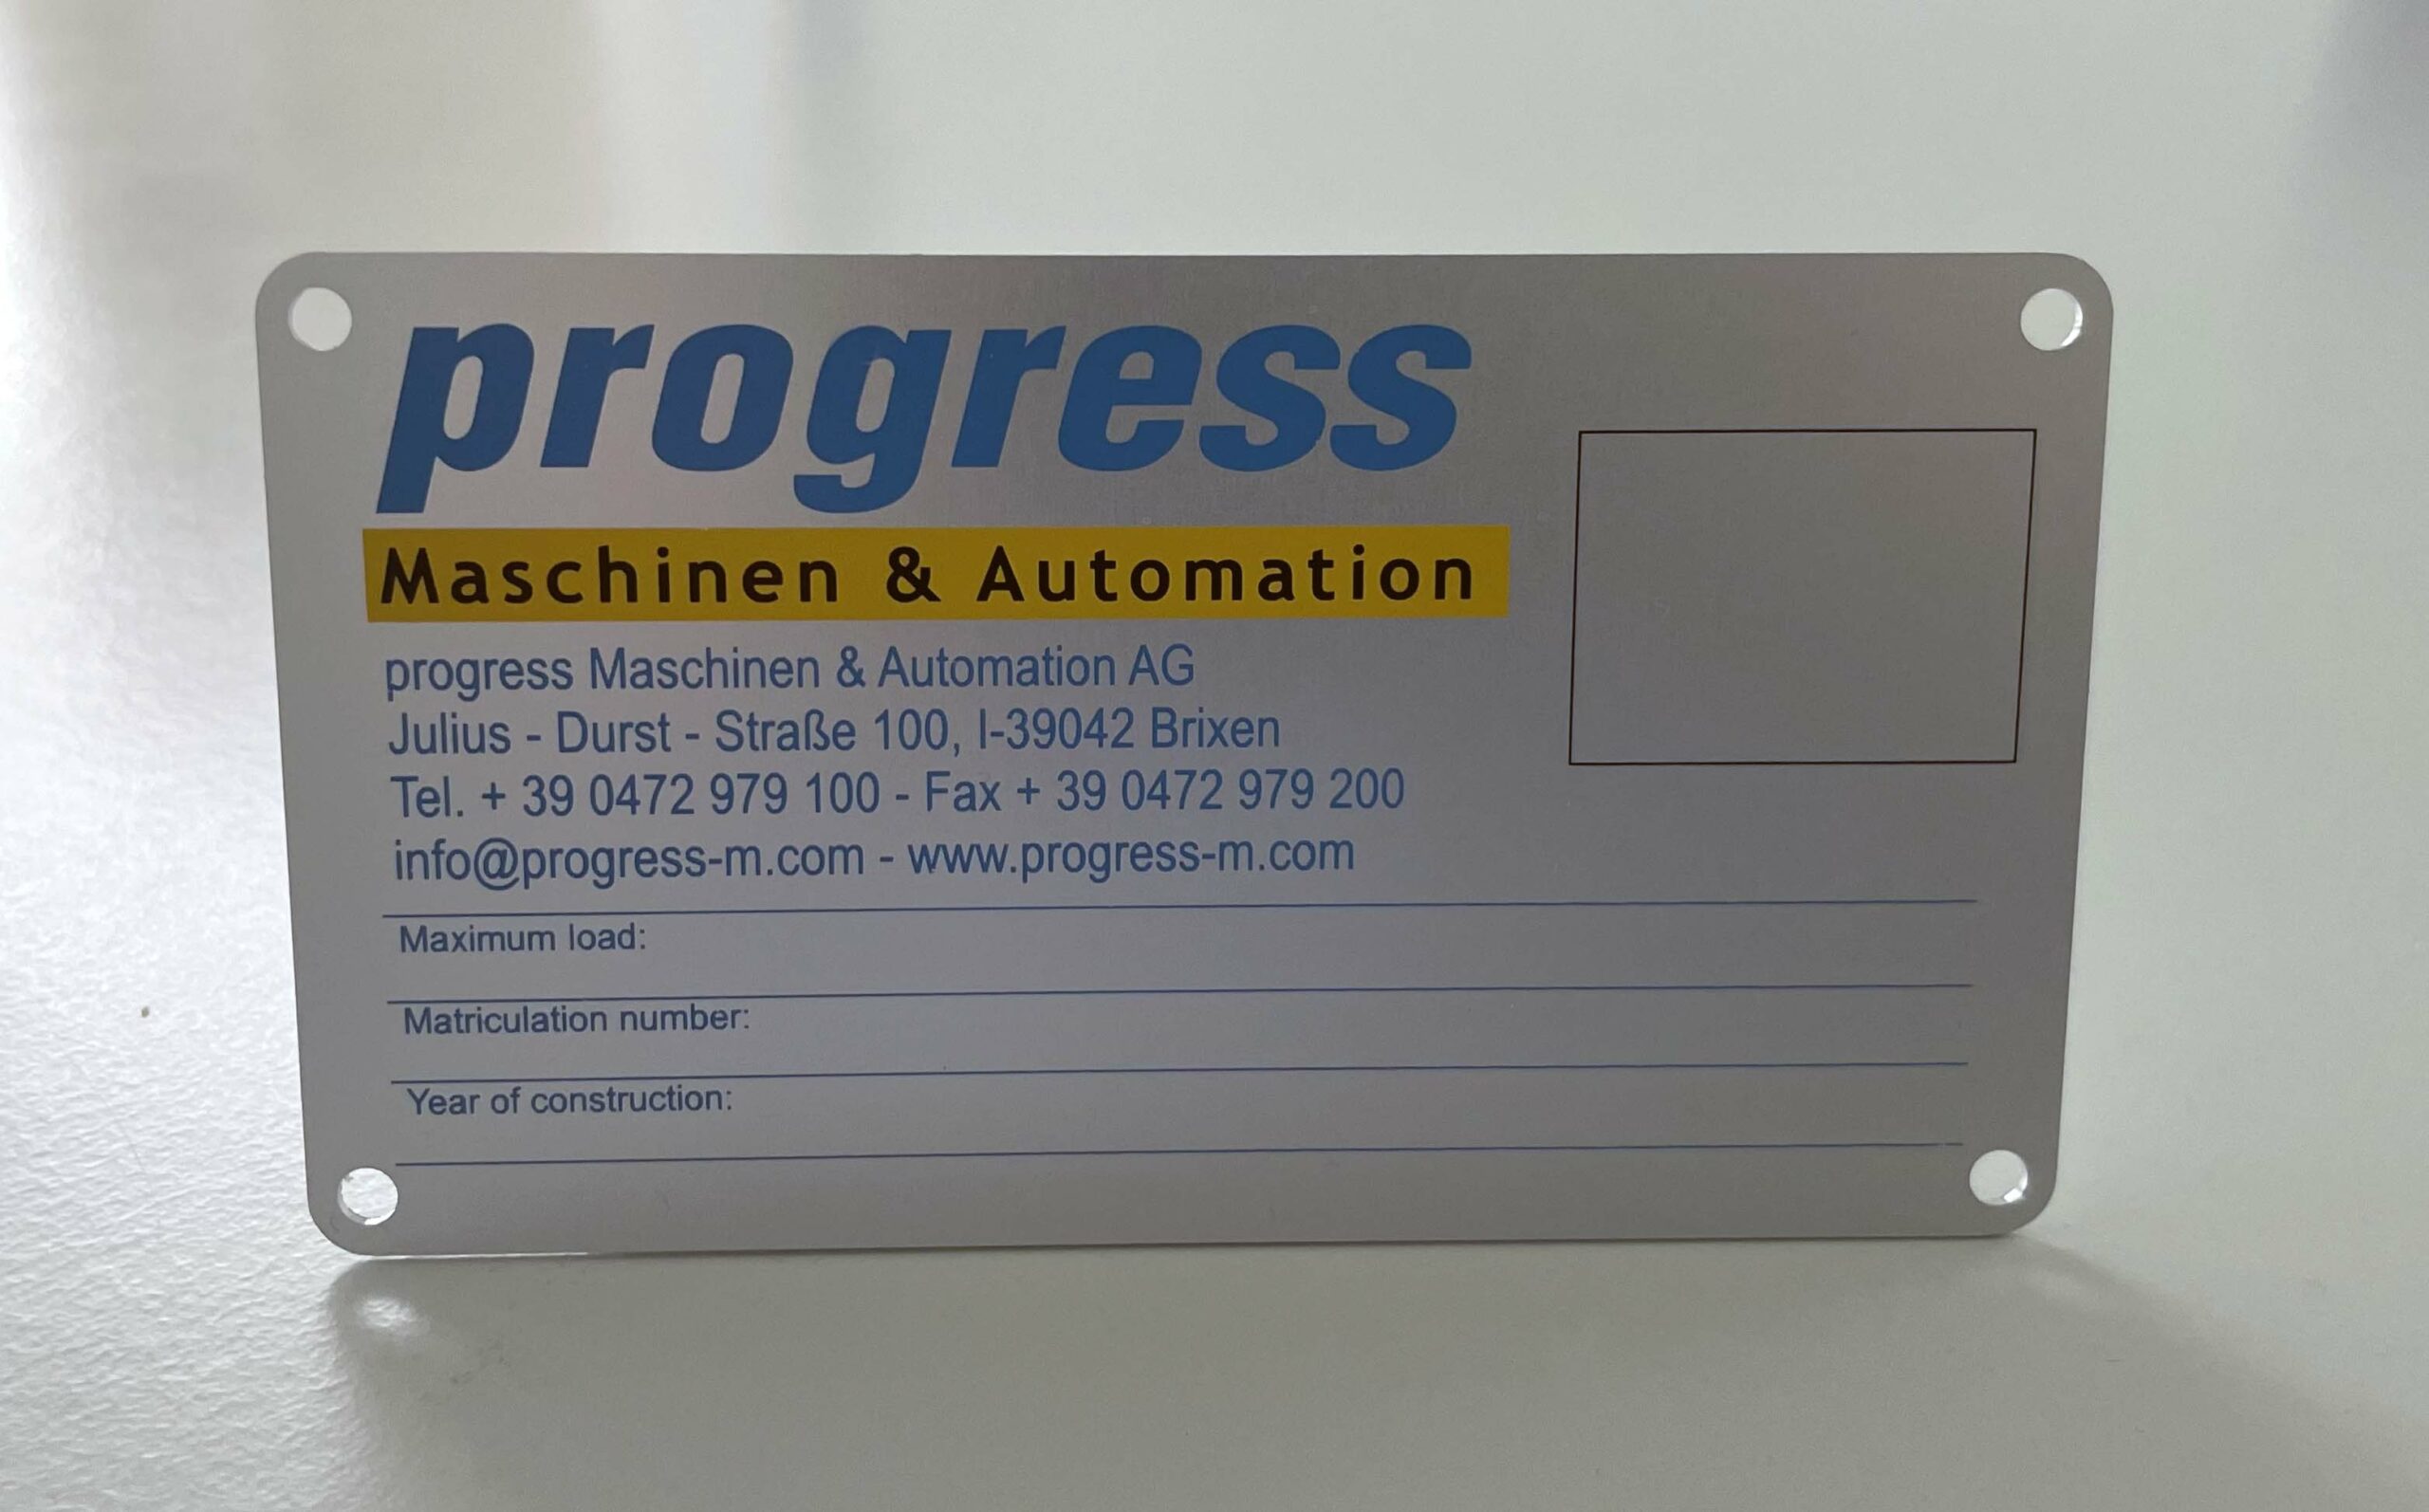 progress
Maschinen & Automation
progress Maschinen & Automation AG
Julius - Durst - Straße 100, I-39042 Brixen
Tel. + 39 0472 979 100 - Fax + 39 0472 979 200
info@progress-m.com - www.progress-m.com
Maximum load:
Matriculation number:
Year of construction: